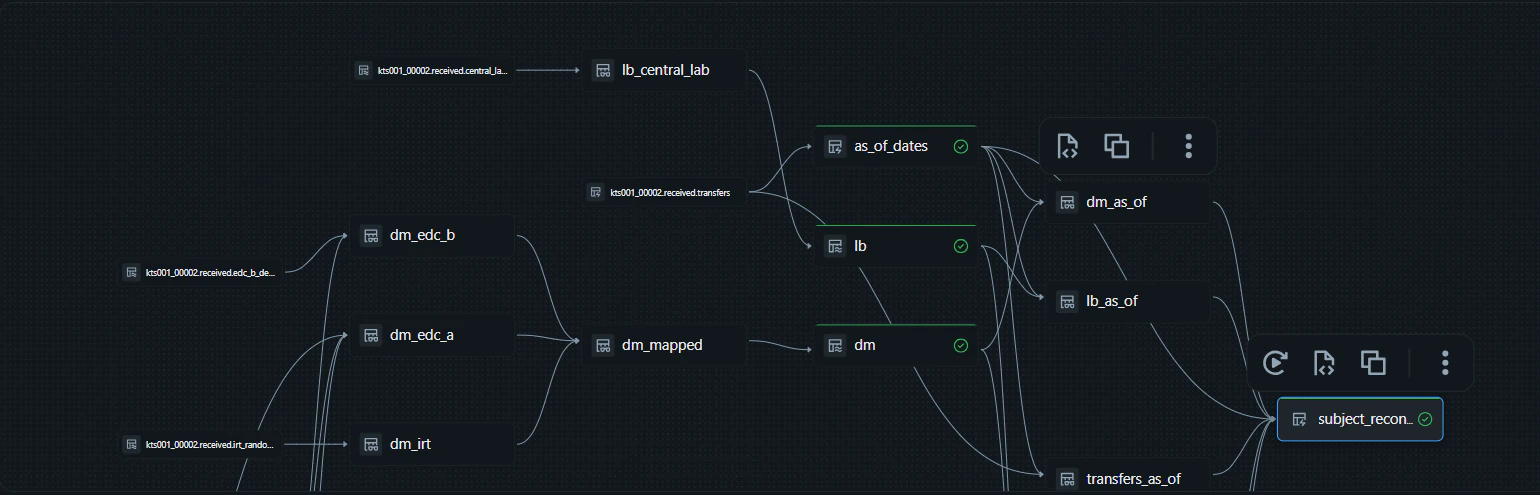 kts001_00002.received.central_la...
lb_central_lab
as_of_dates
kts001_00002.received.transfers
dm_as_of
dm_edc_b
lb
kts001_00002.received.edc_b_de...
lb_as_of
dm_edc_a
dm_mapped
dm
subject_recon...
kts001_00002.received.irt_rando...
dm_irt
transfers_as_of